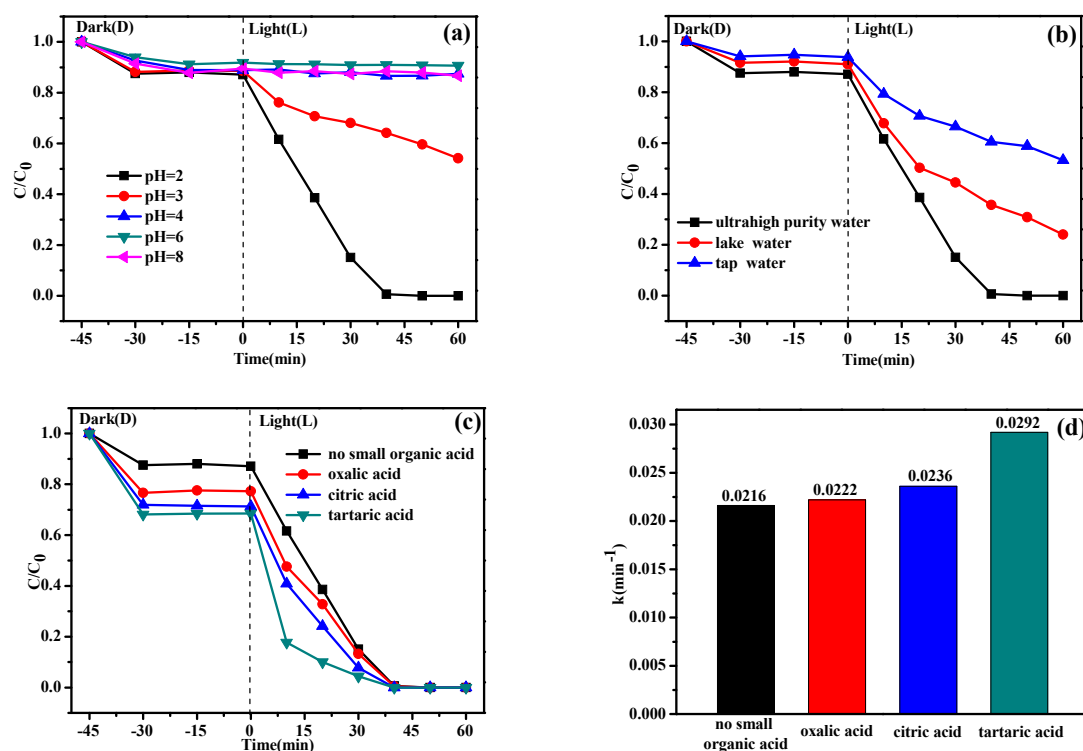 Dark(D)
Light(L)
(a)
1.0
0.8
0.6
0.4
0.2
0.0
C/C0
pH=2
pH=3
pH=4
pH=6
pH=8
-45 -30 -15 0 15 30 45 60
Time(min)
Dark(D)
Light(L)
(b)
1.0
0.8
0.6
0.4
0.2
0.0
C/C0
ultrahigh purity water
lake water
tap water
-45 -30 -15 0 15 30 45 60
Time(min)
Dark(D)
Light(L)
(c)
1.0
0.8
0.6
0.4
0.2
0.0
C/C0
no small organic acid
oxalic acid
citric acid
tartaric acid
-45 -30 -15 0 15 30 45 60
Time(min)
(d)
0.030
0.025
0.020
0.015
0.010
0.005
0.000
k(min-1)
0.0216
0.0222
0.0236
0.0292
no small
organic acid
oxalic acid
citric acid
tartaric acid